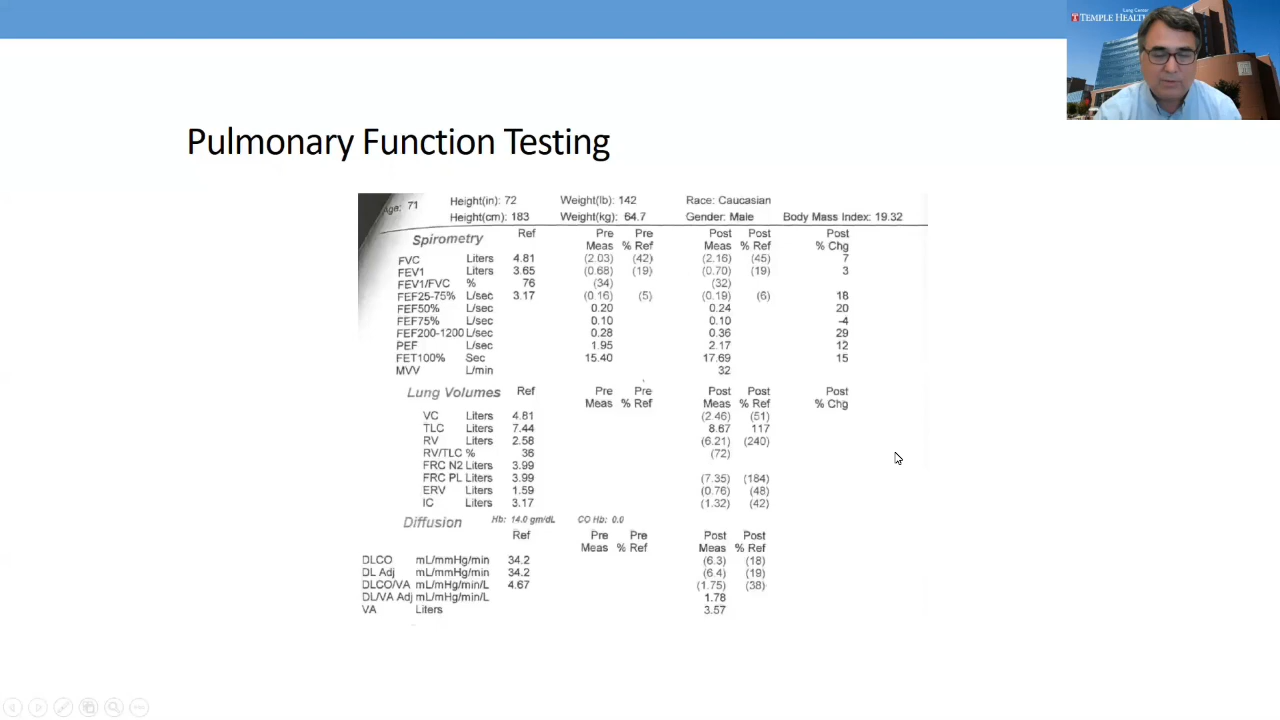 Lung Center
TEMPLE HEALTH
Pulmonary Function Testing
Age: 71 Height(in): 72 Weight(lb): 142 Race: Caucasian
Height(cm): 183 Weight(kg): 64.7 Gender: Male Body Mass Index: 19.32
Spirometry Ref Pre Pre Post Post Post
Meas % Ref Meas % Ref % Chg
FVC Liters 4.81 (2.03) (42) (2.16) (45) 7
FEV1 Liters 3.65 (0.68) (19) (0.70) (19) 3
FEV1/FVC % 76 (34) (32)
FEF25-75% L/sec 3.17 (0.16) (5) (0.19) (6) 18
FEF50% L/sec 0.20 0.24 20
FEF75% L/sec 0.10 0.10 -4
FEF200-1200 L/sec 0.28 0.36 29
PEF L/sec 1.95 2.17 12
FET100% Sec 15.40 17.69 15
MVV L/min 32
Lung Volumes Ref Pre Pre Post Post Post
Meas % Ref Meas % Ref % Chg
VC Liters 4.81 (2.46) (51)
TLC Liters 7.44 8.67 117
RV Liters 2.58 (6.21) (240)
RV/TLC % 36 (72)
FRC N2 Liters 3.99
FRC PL Liters 3.99 (7.35) (184)
ERV Liters 1.59 (0.76) (48)
IC Liters 3.17 (1.32) (42)
Diffusion Hb: 14.0 gm/dL CO Hb: 0.0
Ref Pre Pre Post Post
Meas % Ref Meas % Ref
DLCO mL/mmHg/min 34.2 (6.3) (18)
DL Adj mL/mmHg/min 34.2 (6.4) (19)
DLCO/VA mL/mHg/min/L 4.67 (1.75) (38)
DL/VA Adj mL/mHg/min/L 1.78
VA Liters 3.57